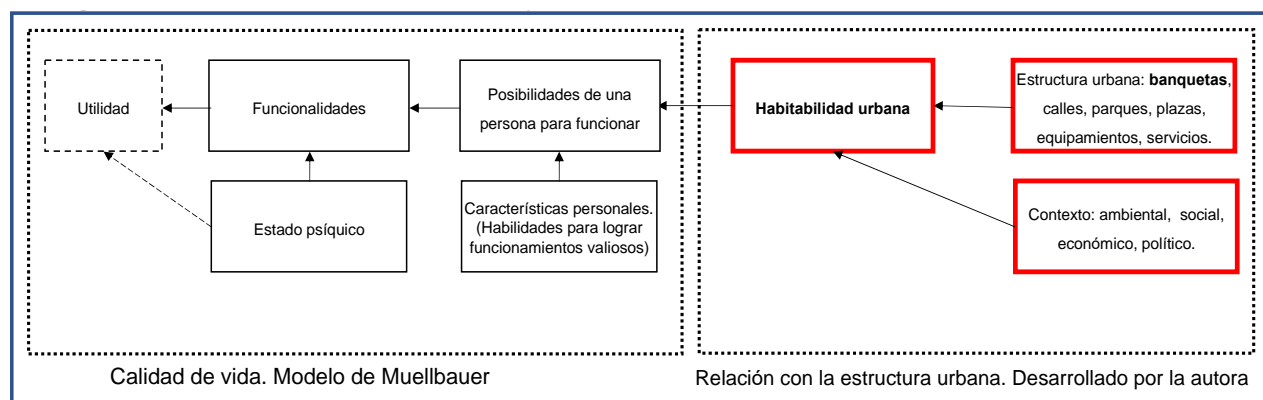 Utilidad
Funcionalidades
Posibilidades de una
persona para funcionar
Habitabilidad urbana
Estructura urbana: banquetas,
calles, parques, plazas,
equipamientos, servicios.
Estado psíquico
Características personales.
(Habilidades para lograr
funcionamientos valiosos)
Contexto: ambiental, social,
económico, político.
Calidad de vida. Modelo de Muellbauer
Relación con la estructura urbana. Desarrollado por la autora